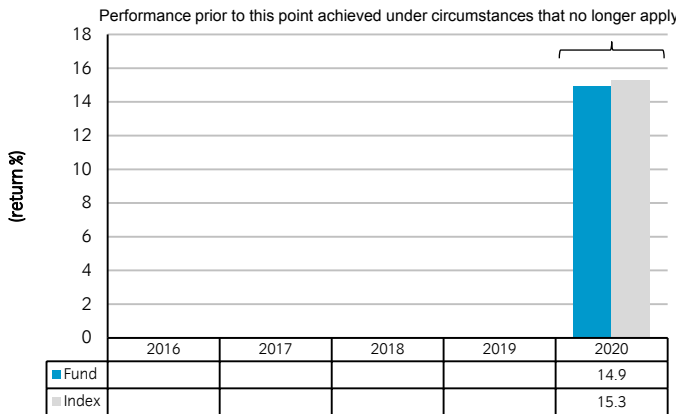 Performance prior to this point achieved under circumstances that no longer apply
18
16
14
12
10
8
6
4
2
0
(return %)
2016 2017 2018 2019 2020
Fund 14.9
Index 15.3